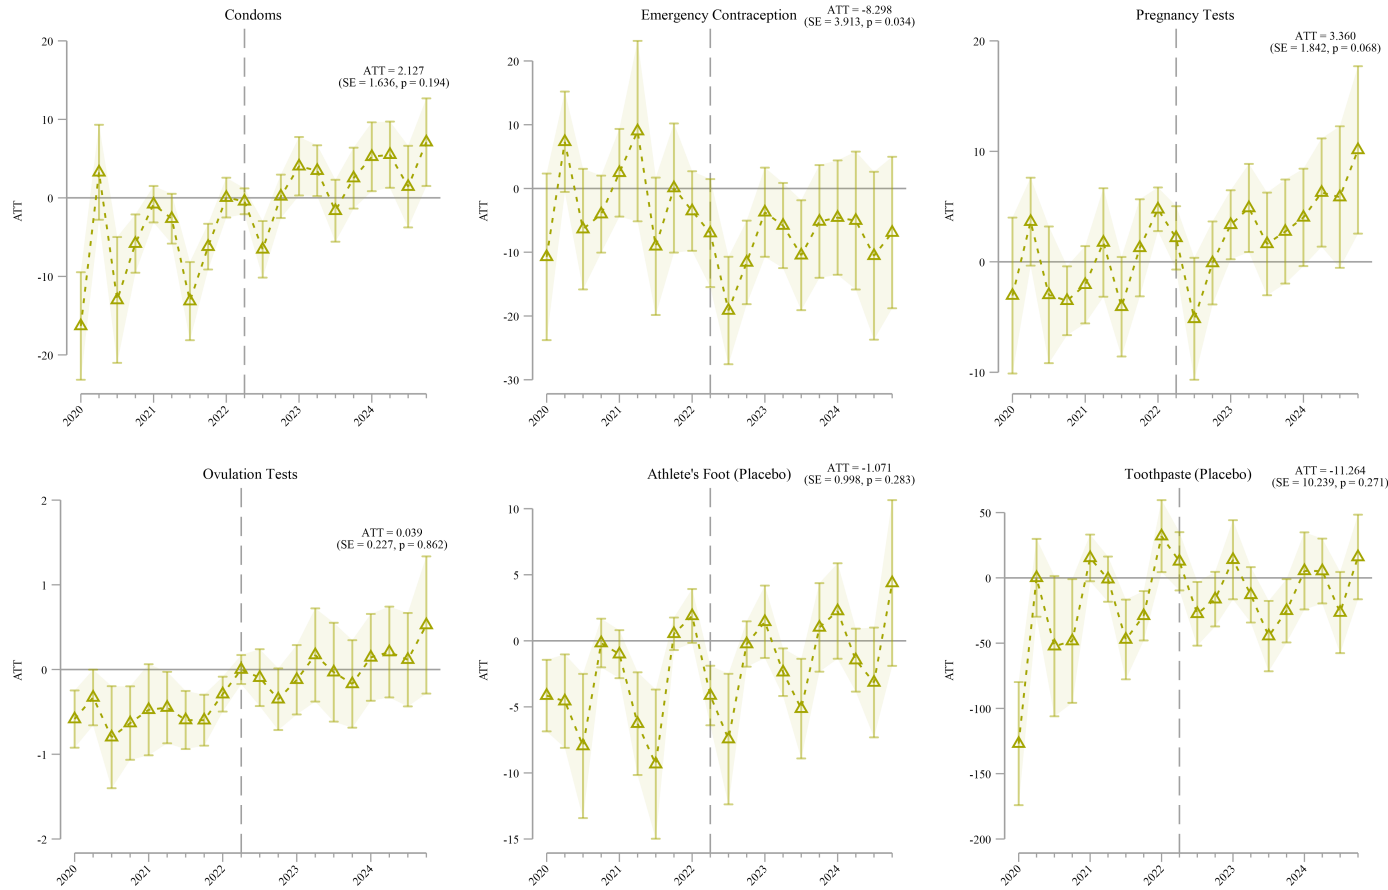 Condoms
ATT = 2.127
(SE = 1.636, p = 0.194)
ATT
20
10
0
-10
-20
2020
2021
2022
2023
2024
Emergency Contraception
ATT = -8.298
(SE = 3.913, p = 0.034)
ATT
20
10
0
-10
-20
-30
2020
2021
2022
2023
2024
Pregnancy Tests
ATT = 3.360
(SE = 1.842, p = 0.068)
ATT
20
10
0
-10
2020
2021
2022
2023
2024
Ovulation Tests
ATT = 0.039
(SE = 0.227, p = 0.862)
ATT
2
1
0
-1
-2
2020
2021
2022
2023
2024
Athlete's Foot (Placebo)
ATT = -1.071
(SE = 0.998, p = 0.283)
ATT
10
5
0
-5
-10
-15
2020
2021
2022
2023
2024
Toothpaste (Placebo)
ATT = -11.264
(SE = 10.239, p = 0.271)
ATT
50
0
-50
-100
-150
-200
2020
2021
2022
2023
2024